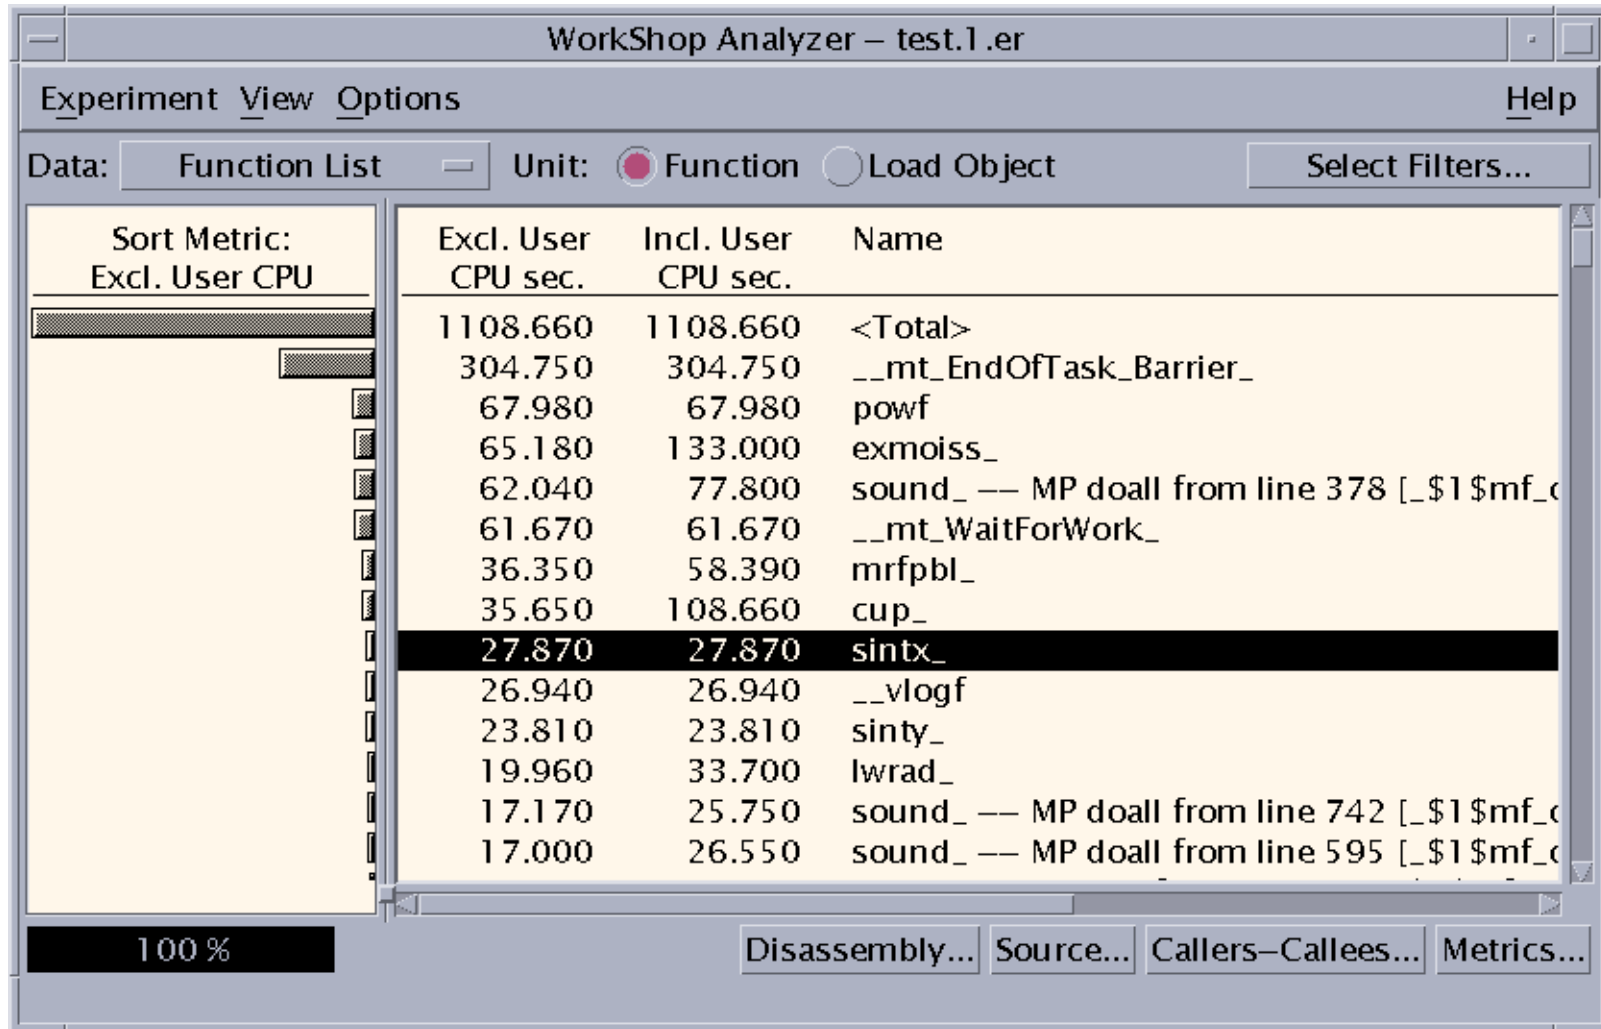 WorkShop Analyzer – test.1.er
Experiment View Options Help
Data: Function List Unit: Function Load Object Select Filters...
Sort Metric:
Excl. User CPU
Excl. User Incl. User Name
CPU sec. CPU sec.
1108.660 1108.660 <Total>
304.750 304.750 __mt_EndOfTask_Barrier_
67.980 67.980 powf
65.180 133.000 exmoiss_
62.040 77.800 sound_ –– MP doall from line 378 [_$1$mf_
61.670 61.670 __mt_WaitForWork_
36.350 58.390 mrfpbl_
35.650 108.660 cup_
27.870 27.870 sintx_
26.940 26.940 __vlogf
23.810 23.810 sinty_
19.960 33.700 lwrad_
17.170 25.750 sound_ –– MP doall from line 742 [_$1$mf_
17.000 26.550 sound_ –– MP doall from line 595 [_$1$mf_
100 %
Disassembly... Source... Callers–Callees... Metrics...